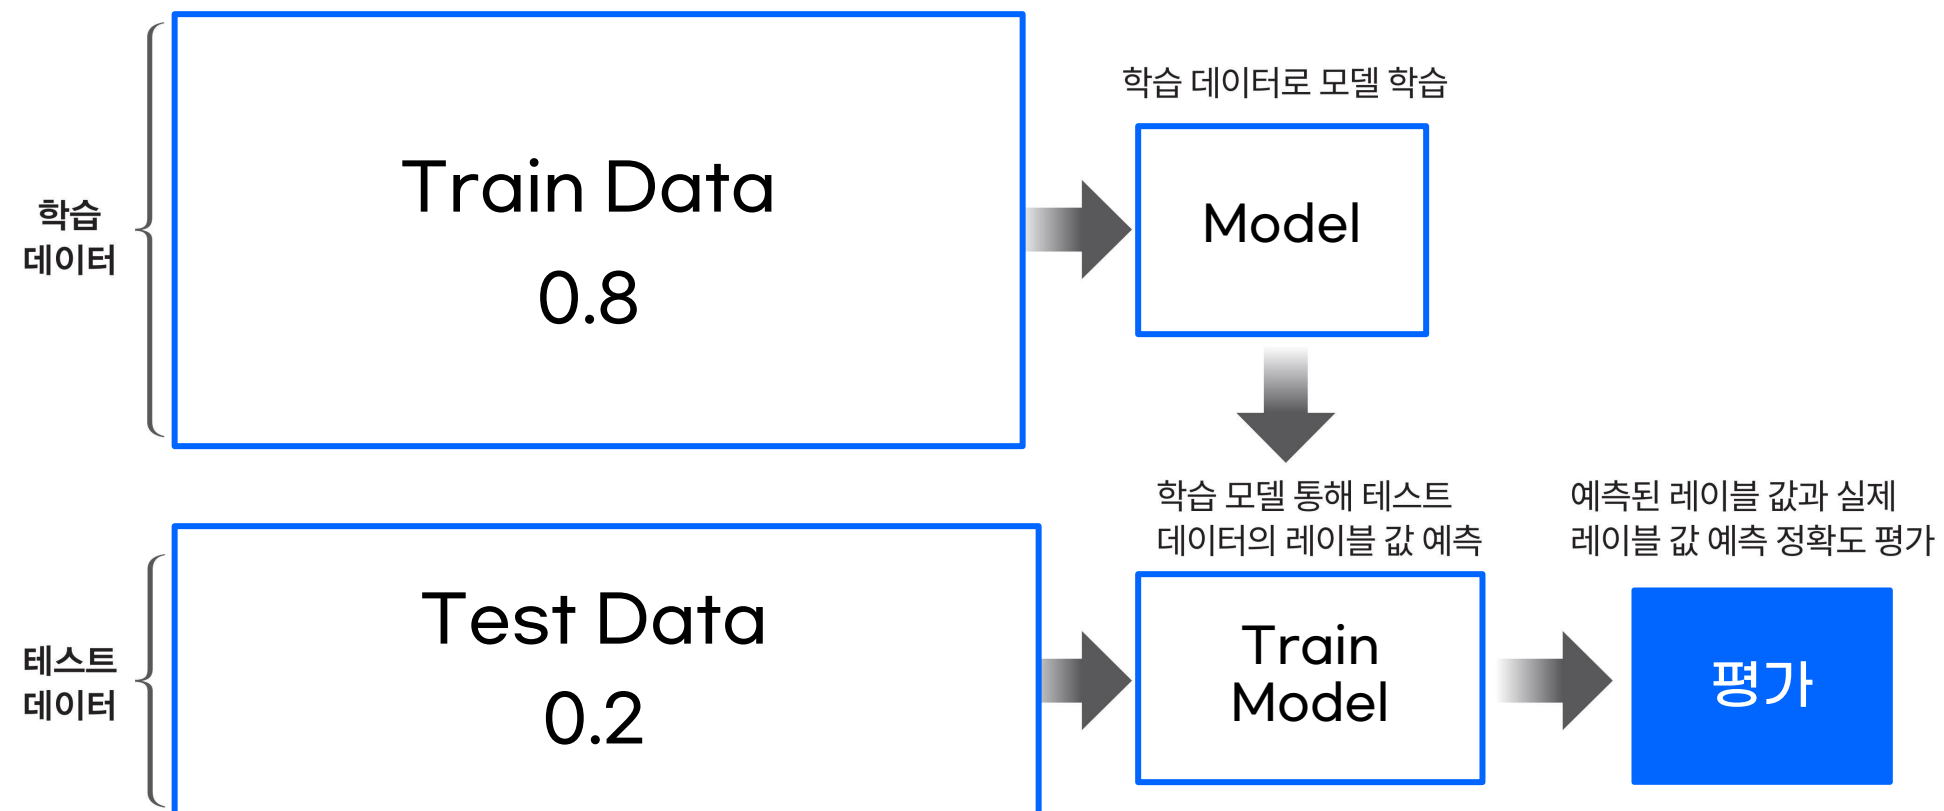 학습
데이터
Train Data
0.8
학습 데이터로 모델 학습
Model
테스트
데이터
Test Data
0.2
학습 모델 통해 테스트
데이터의 레이블 값 예측
Train
Model
예측된 레이블 값과 실제
레이블 값 예측 정확도 평가
평가